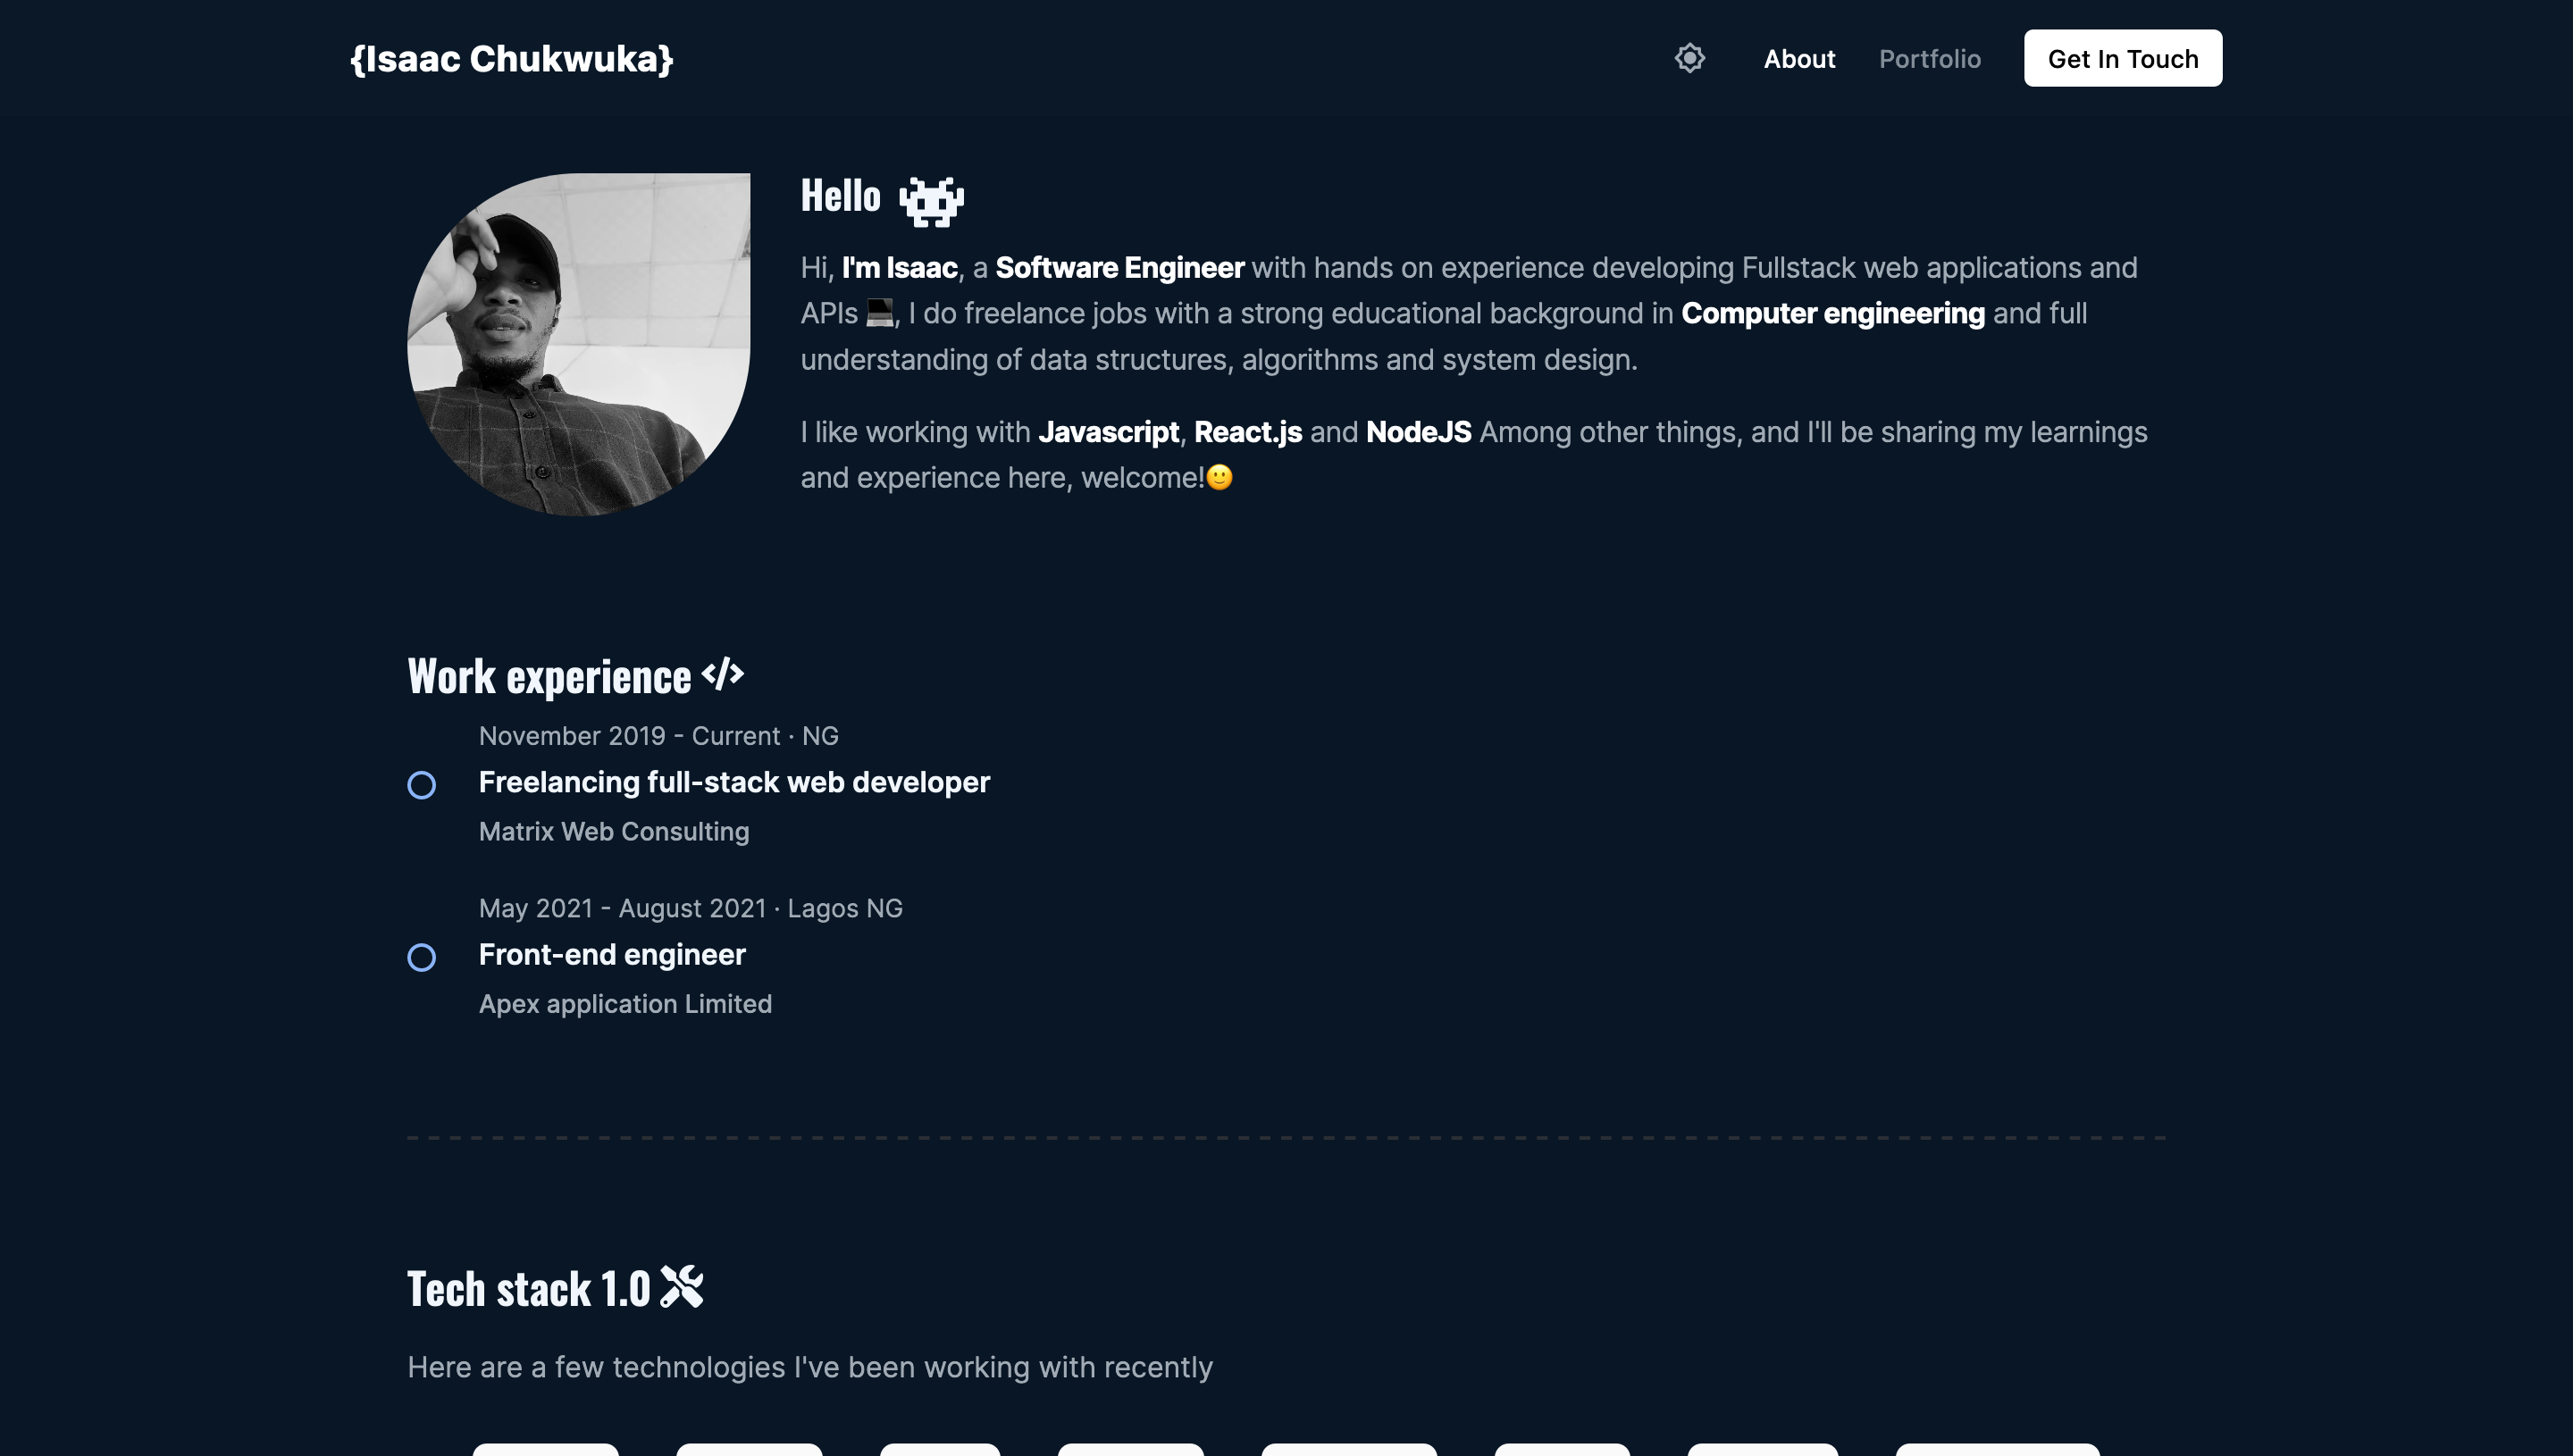 {Isaac Chukwuka}
About
Portfolio
Get In Touch
Hello
Hi, I'm Isaac, a Software Engineer with hands on experience developing Fullstack web applications and
APIs 💻, I do freelance jobs with a strong educational background in Computer engineering and full
understanding of data structures, algorithms and system design.
I like working with Javascript, React.js and NodeJS Among other things, and I'll be sharing my learnings
and experience here, welcome!🙂
Work experience
November 2019 - Current · NG
Freelancing full-stack web developer
Matrix Web Consulting
May 2021 - August 2021 · Lagos NG
Front-end engineer
Apex application Limited
Tech stack 1.0
Here are a few technologies I've been working with recently